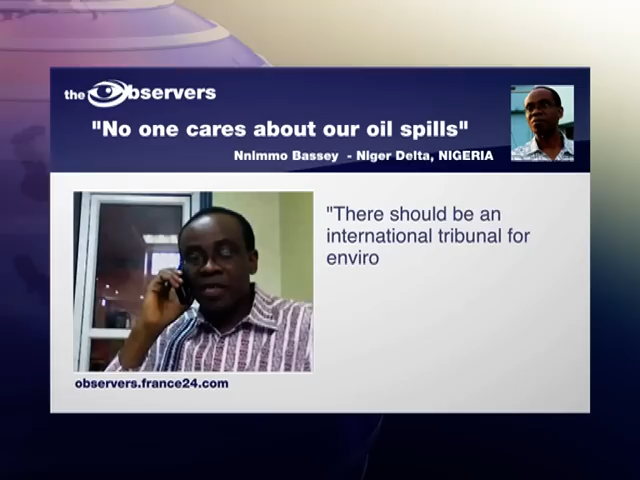 the Observers
"No one cares about our oil spills"
Nnimmo Bassey - Niger Delta, NIGERIA
"There should be an
international tribunal for
enviro
observers.france24.com